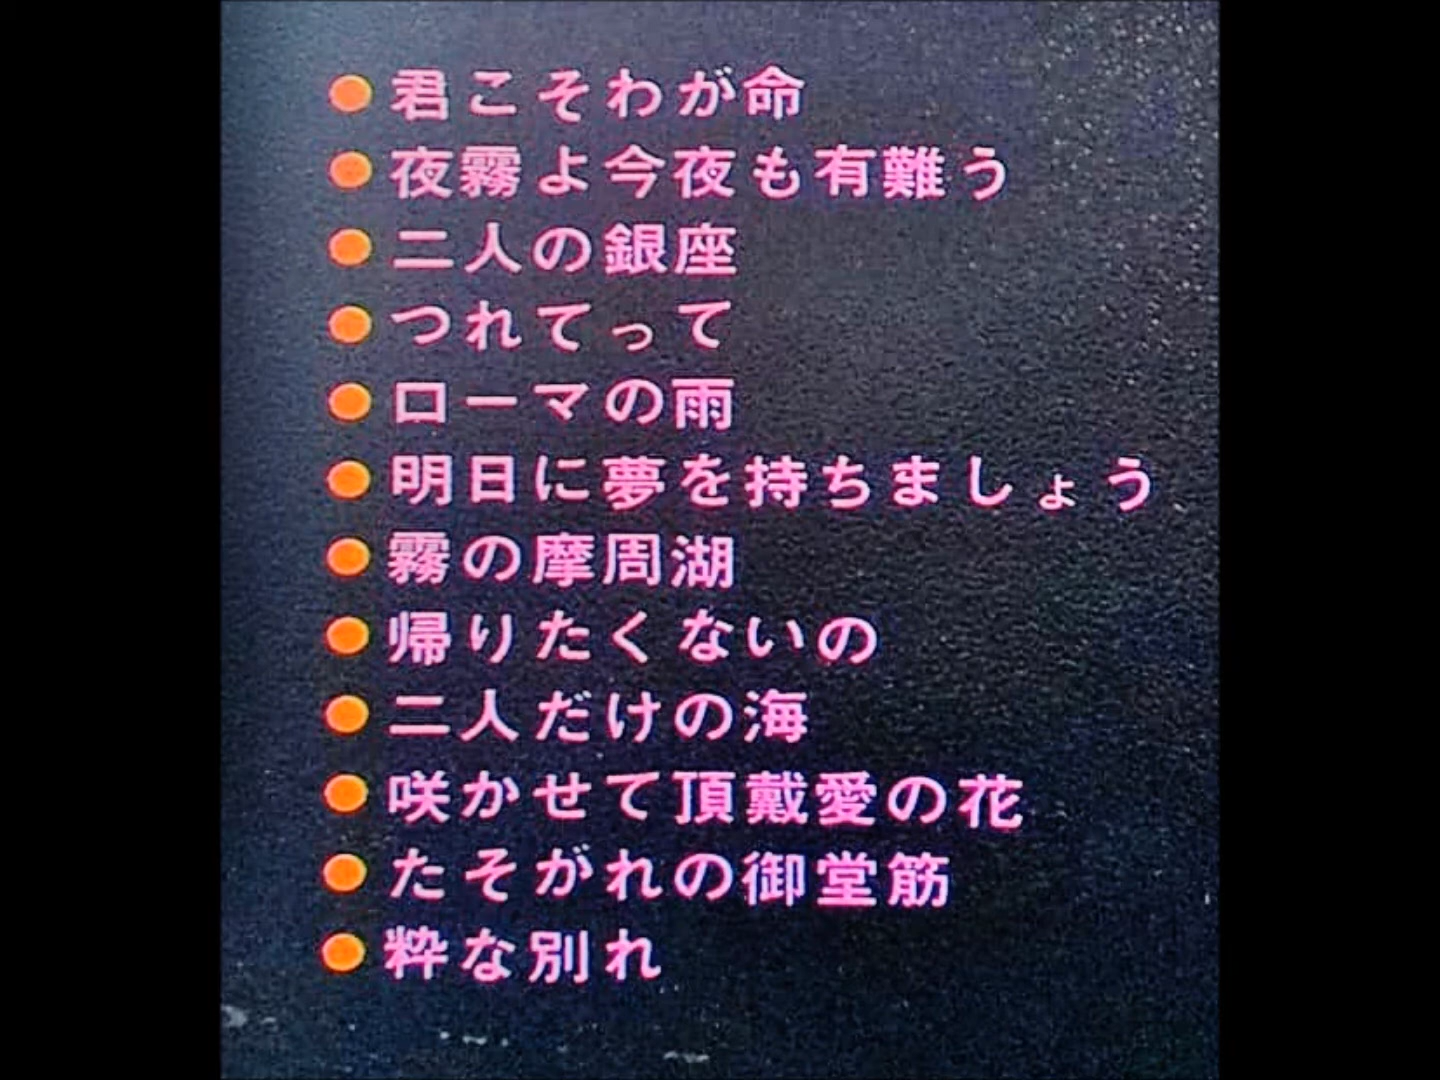 ●君こそわが命
●夜霧よ今夜も有難う
●二人の銀座
●つれてって
●ローマの雨
●明日に夢を持ちましょう
●霧の摩周湖
●帰りたくないの
●二人だけの海
●咲かせて頂戴愛の花
●たそがれの御堂筋
●粋な別れ